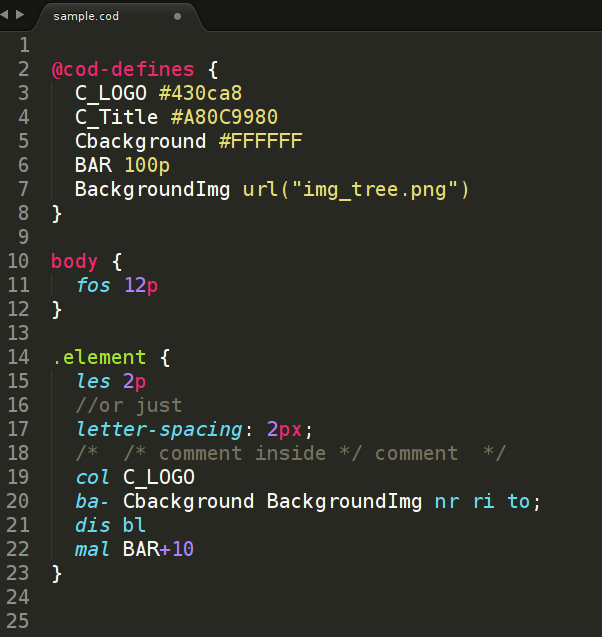 sample.cod
1
2 @cod-defines {
3 C_LOGO #430ca8
4 C_Title #A80C9980
5 Cbackground #FFFFFF
6 BAR 100p
7 BackgroundImg url("img_tree.png")
8 }
9
10 body {
11 fos 12p
12 }
13
14 .element {
15 les 2p
16 //or just
17 letter-spacing: 2px;
18 /*  /* comment inside */ comment  */
19 col C_LOGO
20 ba- Cbackground BackgroundImg nr ri to;
21 dis bl
22 mal BAR+10
23 }
24
25